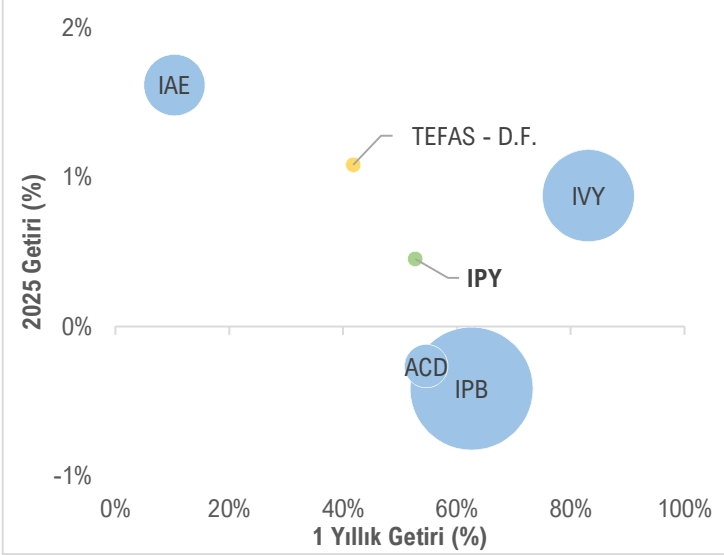 2%
IAE
TEFAS - D.F.
1%
IVY
2025 Getiri (%)
IPY
0%
ACD
IPB
-1%
0% 20% 40% 60% 80% 100%
1 Yıllık Getiri (%)